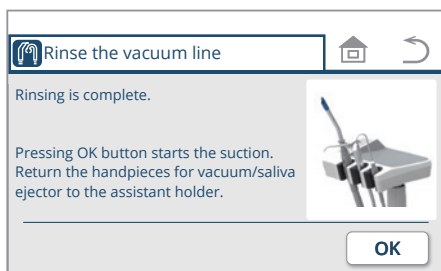 Rinse the vacuum line
Rinsing is complete.
Pressing OK button starts the suction.
Return the handpieces for vacuum/saliva
ejector to the assistant holder.
OK